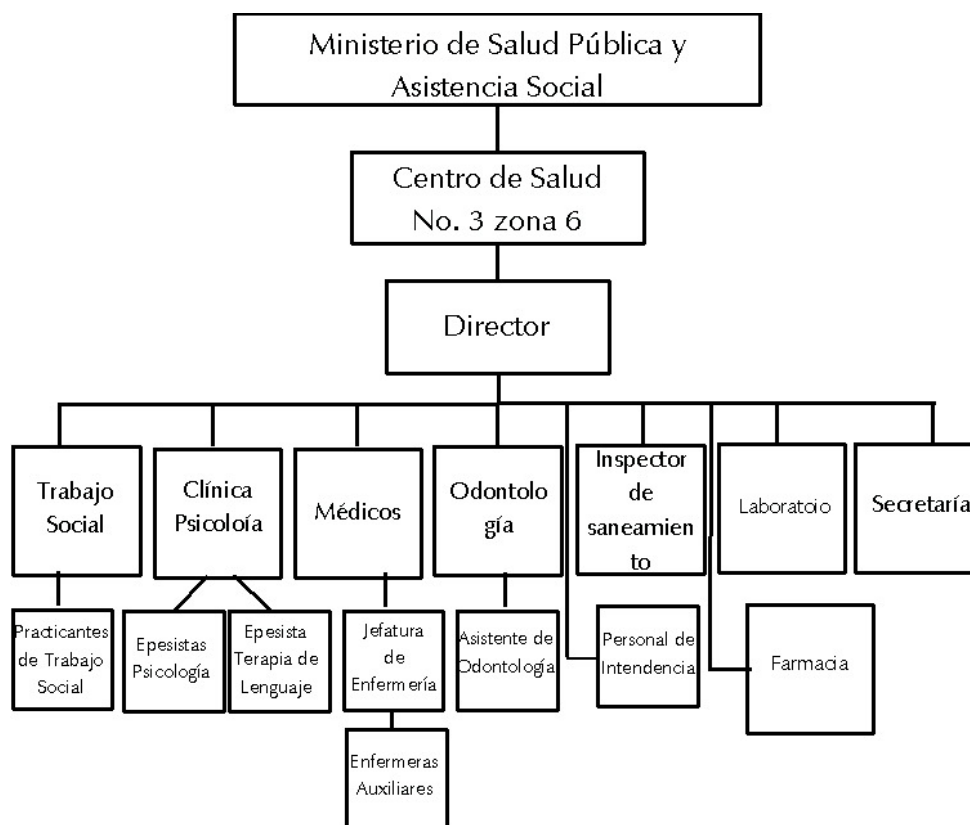 Ministerio de Salud Pública y
Asistencia Social
Centro de Salud
No. 3 zona 6
Director
Trabajo
Social
Clínica
Psicoloía
Médicos
Odontolo
gía
Inspector
de
saneamien
to
Laboratoio
Secretaría
Practicantes
de Trabajo
Social
Epesistas
Psicología
Epesista
Terapia de
Lenguaje
Jefatura
de
Enfermería
Asistente de
Odontología
Personal de
Intendencia
Farmacia
Enfermeras
Auxiliares